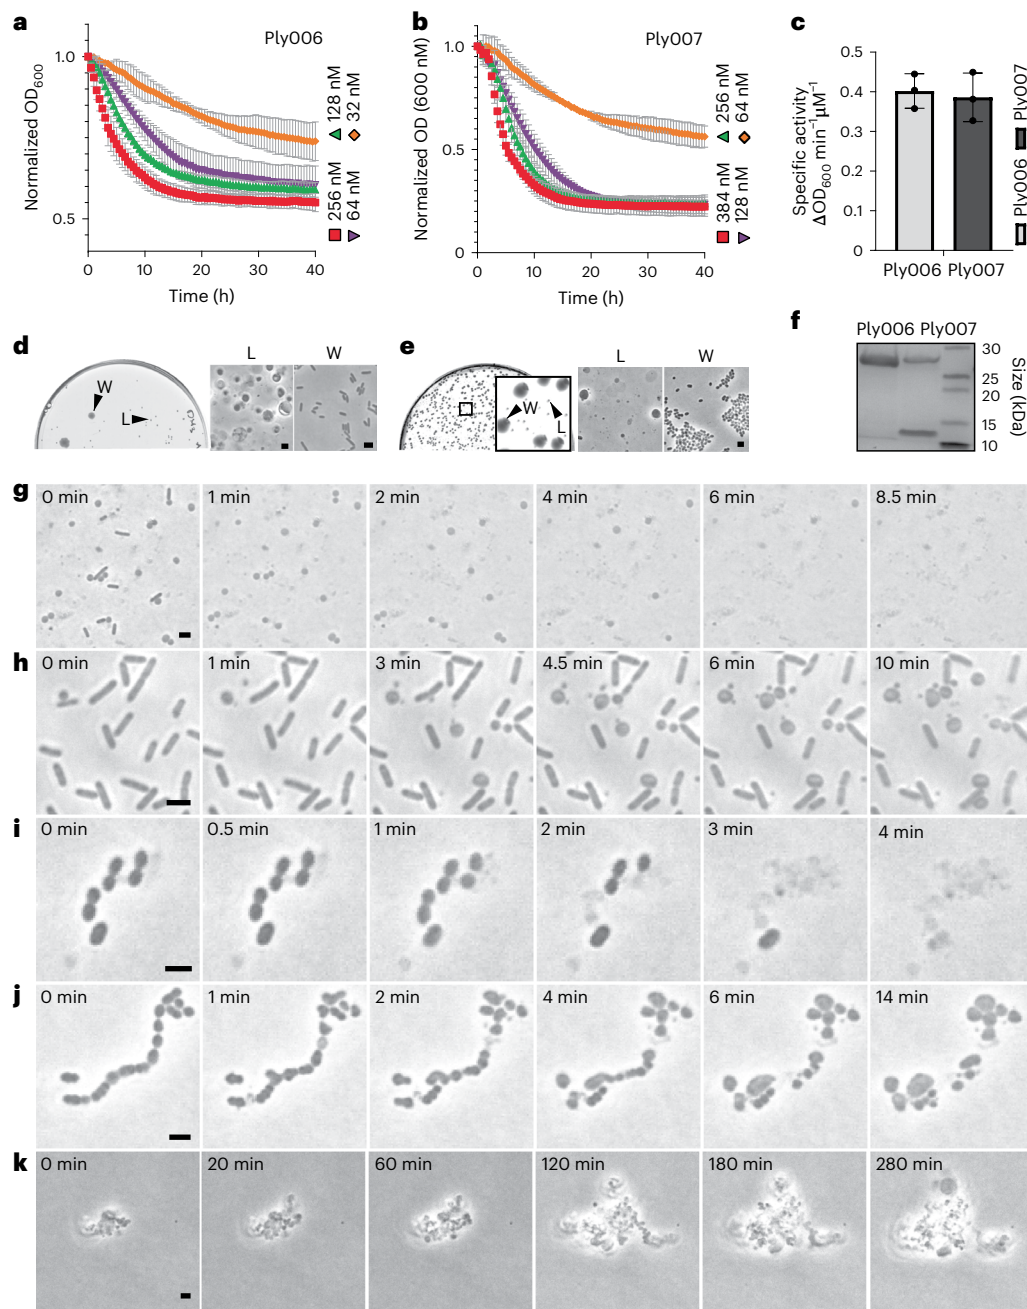 a
Ply006
Normalized OD600
1.0
0.5
0 10 20 30 40
Time (h)
128 nM
32 nM
256 nM
64 nM
b
Ply007
Normalized OD (600 nM)
1.0
0.5
0
0 10 20 30 40
Time (h)
256 nM
64 nM
384 nM
128 nM
c
Specific activity
ΔOD600 min−1μM−1
0.5
0.4
0.3
0.2
0.1
0
Ply006 Ply007
Ply007
Ply006
d
W
L
L W
e
W
L
L W
f
Ply006 Ply007
30
25
20
15
10
Size (kDa)
g
0 min 1 min 2 min 4 min 6 min 8.5 min
h
0 min 1 min 3 min 4.5 min 6 min 10 min
i
0 min 0.5 min 1 min 2 min 3 min 4 min
j
0 min 1 min 2 min 4 min 6 min 14 min
k
0 min 20 min 60 min 120 min 180 min 280 min